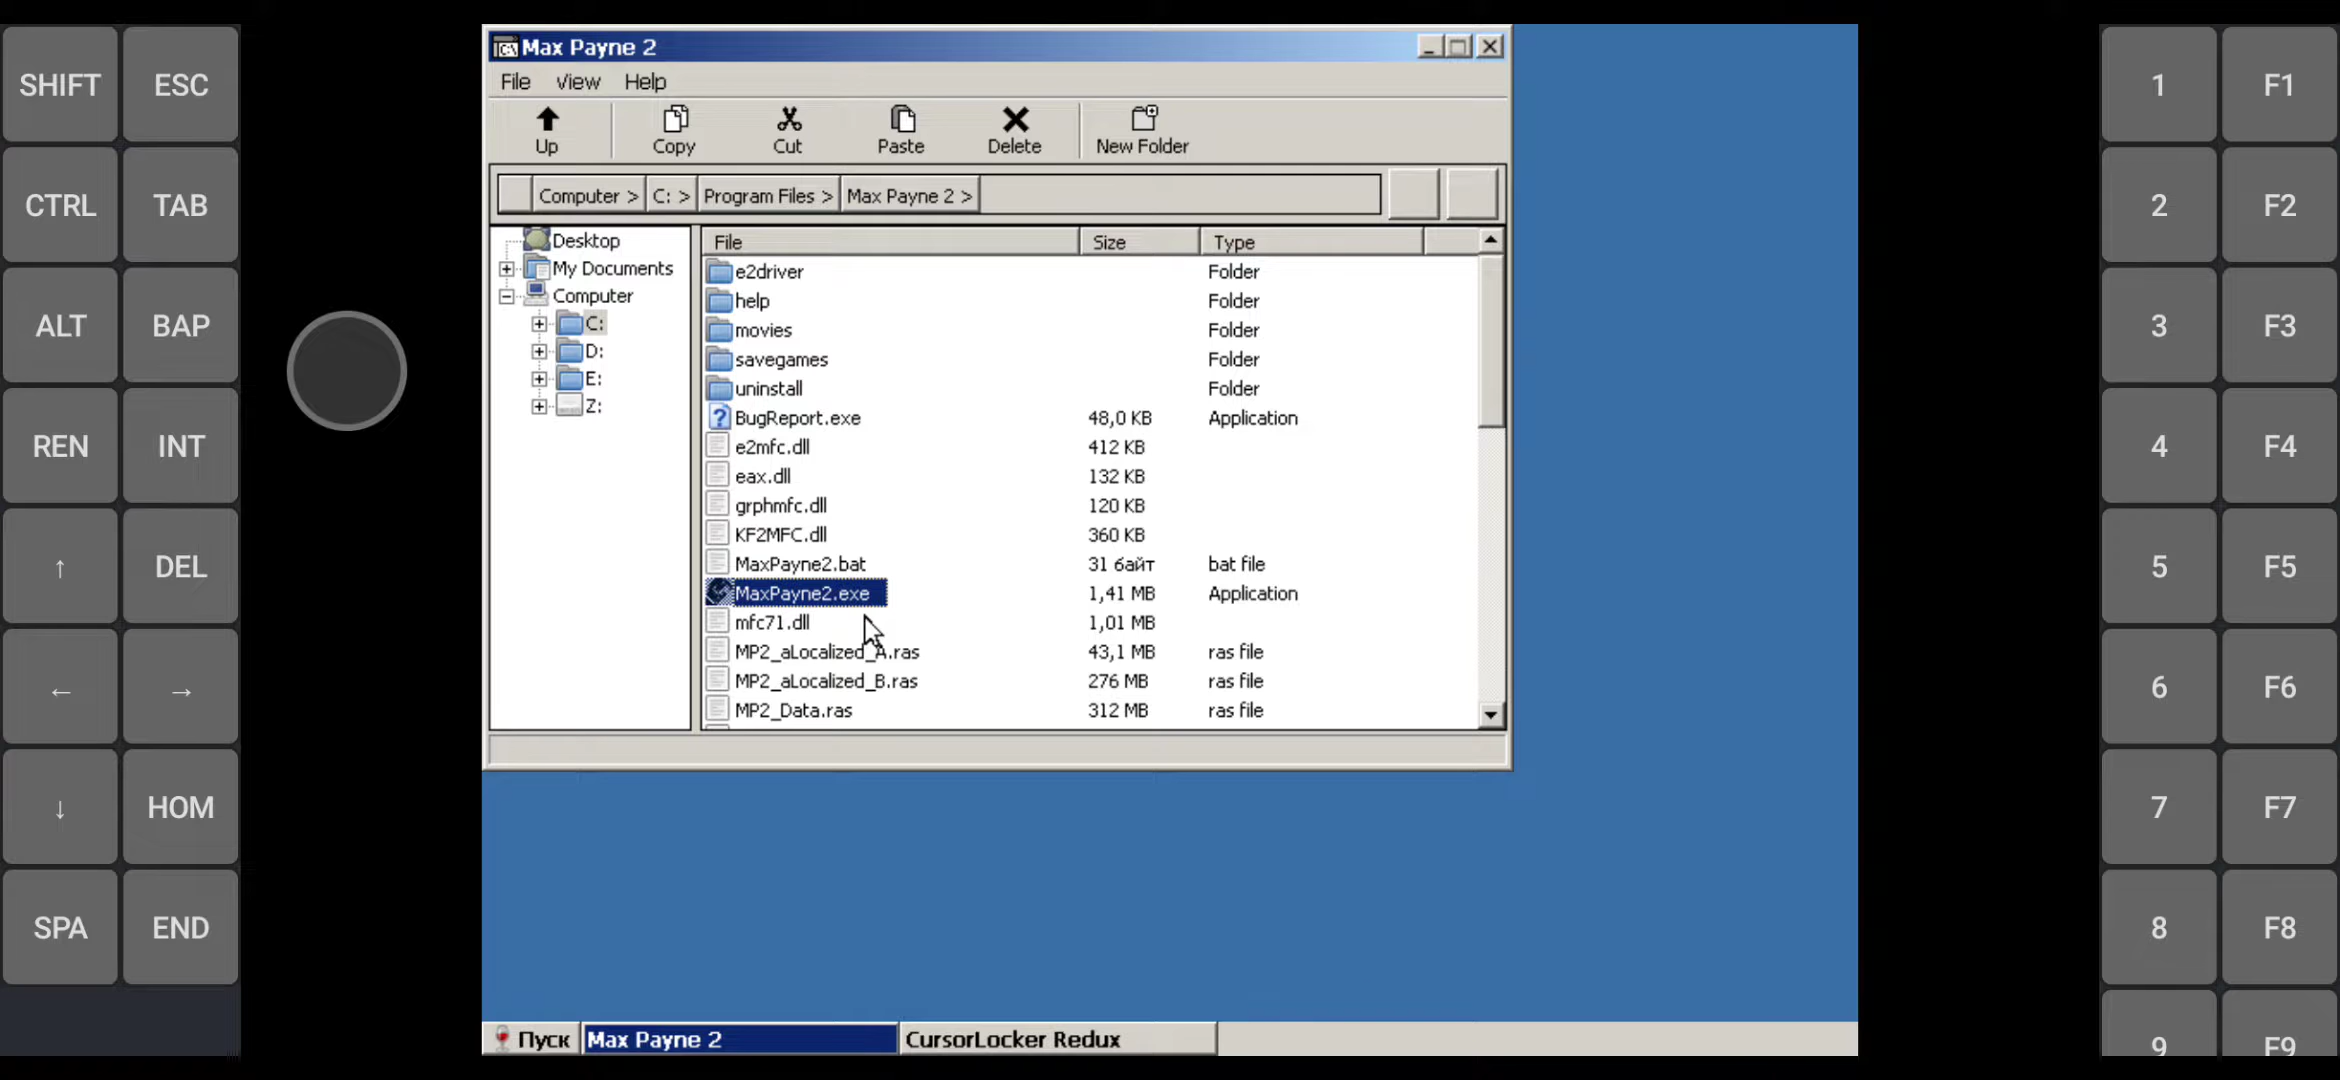 SHIFT ESC
CTRL TAB
ALT BAP
REN INT
↑ DEL
← →
↓ HOM
SPA END
Max Payne 2
File View Help
Up Copy Cut Paste Delete New Folder
Computer > C: > Program Files > Max Payne 2 >
Desktop
My Documents
Computer
C:
D:
E:
Z:
File Size Type
e2driver Folder
help Folder
movies Folder
savegames Folder
uninstall Folder
BugReport.exe 48,0 KB Application
e2mfc.dll 412 KB
eax.dll 132 KB
grphmfc.dll 120 KB
KF2MFC.dll 360 KB
MaxPayne2.bat 31 байт bat file
MaxPayne2.exe 1,41 MB Application
mfc71.dll 1,01 MB
MP2_aLocalized_A.ras 43,1 MB ras file
MP2_aLocalized_B.ras 276 MB ras file
MP2_Data.ras 312 MB ras file
Пуск Max Payne 2 CursorLocker Redux
1 F1
2 F2
3 F3
4 F4
5 F5
6 F6
7 F7
8 F8
9 F9